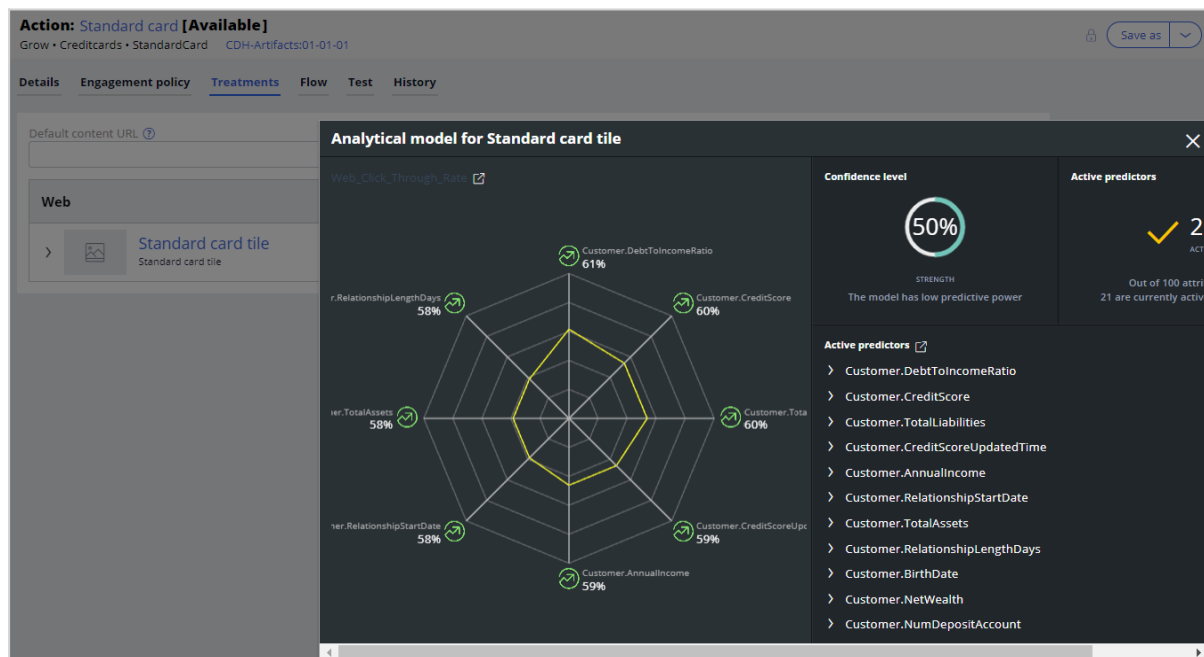 Action: Standard card [Available]
Grow • Creditcards • StandardCard CDH-Artifacts:01-01-01
Save as
Details Engagement policy Treatments Flow Test History
Default content URL
Web
Standard card tile
Standard card tile
Analytical model for Standard card tile
Web_Click_Through_Rate
Customer.DebtToIncomeRatio
61%
Customer.CreditScore
60%
Customer.Tota
60%
Customer.CreditScoreUpc
59%
Customer.AnnualIncome
59%
ner.RelationshipStartDate
58%
er.TotalAssets
58%
r.RelationshipLengthDays
58%
Confidence level
50%
STRENGTH
The model has low predictive power
Active predictors
2
ACT
Out of 100 attri
21 are currently activ
Active predictors
Customer.DebtToIncomeRatio
Customer.CreditScore
Customer.TotalLiabilities
Customer.CreditScoreUpdatedTime
Customer.AnnualIncome
Customer.RelationshipStartDate
Customer.TotalAssets
Customer.RelationshipLengthDays
Customer.BirthDate
Customer.NetWealth
Customer.NumDepositAccount